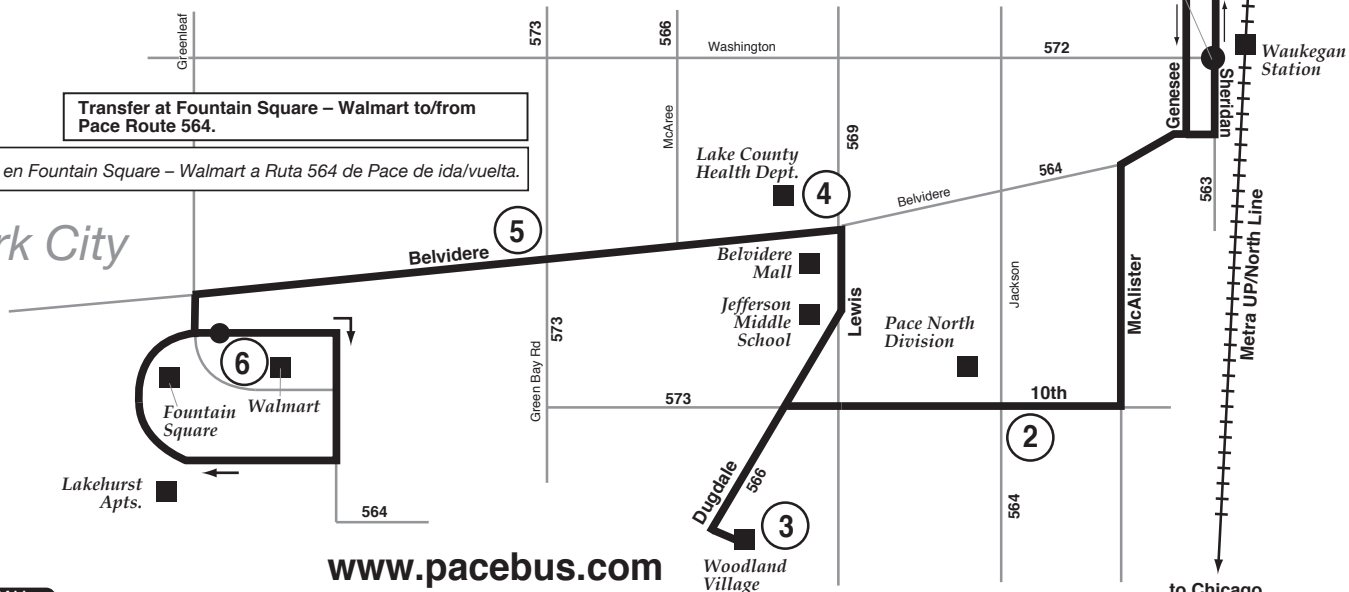 Greenleaf
573
566
Washington
572
Waukegan
Station
Genesee
Sheridan
Transfer at Fountain Square – Walmart to/from
Pace Route 564.
en Fountain Square – Walmart a Ruta 564 de Pace de ida/vuelta.
McAree
569
Lake County
Health Dept.
4
Belvidere
564
563
rk City
5
Belvidere
Belvidere
Mall
Jefferson
Middle
School
Lewis
Pace North
Division
Jackson
McAlister
Metra UP/North Line
573
Green Bay Rd
6
Walmart
Fountain
Square
573
10th
2
Lakehurst
Apts.
564
Dugdale
566
3
564
Woodland
Village
www.pacebus.com
to Chicago